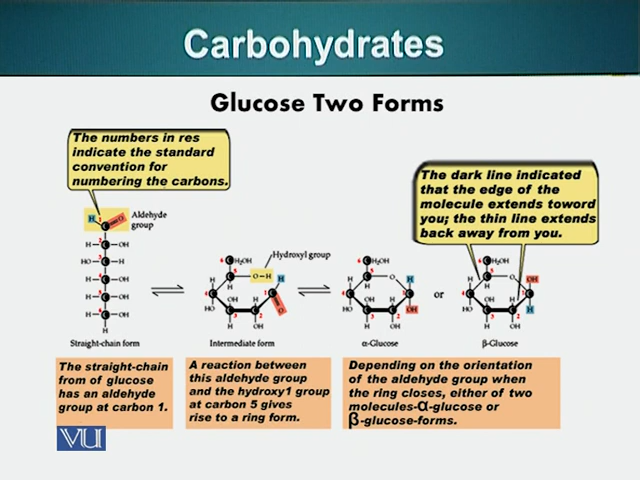 Carbohydrates
Glucose Two Forms
The numbers in res
indicate the standard
convention for
numbering the carbons.
The dark line indicated
that the edge of the
molecule extends toword
you; the thin line extends
back away from you.
Aldehyde
group
Hydroxyl group
or
Straight-chain form
Intermediate form
α-Glucose
β-Glucose
The straight-chain
from of glucose
has an aldehyde
group at carbon 1.
A reaction between
this aldehyde group
and the hydroxy1 group
at carbon 5 gives
rise to a ring form.
Depending on the orientation
of the aldehyde group when
the ring closes, either of two
molecules-α-glucose or
β-glucose-forms.
VU